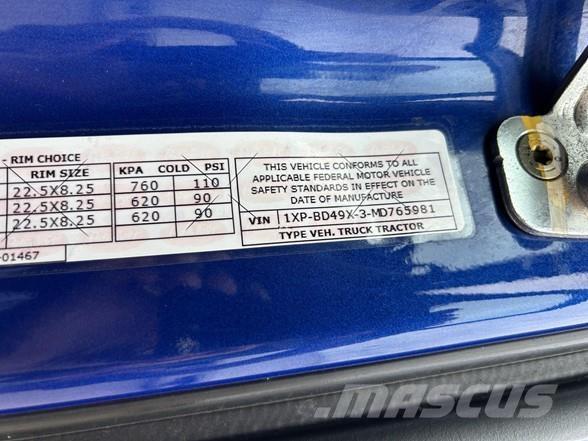 - RIM CHOICE
RIM SIZE KPA COLD PSI
22.5X8.25 760 110
22.5X8.25 620 90
22.5X8.25 620 90
-01467
THIS VEHICLE CONFORMS TO ALL
APPLICABLE FEDERAL MOTOR VEHICLE
SAFETY STANDARDS IN EFFECT ON THE
DATE OF MANUFACTURE
VIN 1XP-BD49X-3-MD765981
TYPE VEH. TRUCK TRACTOR
MASCUS